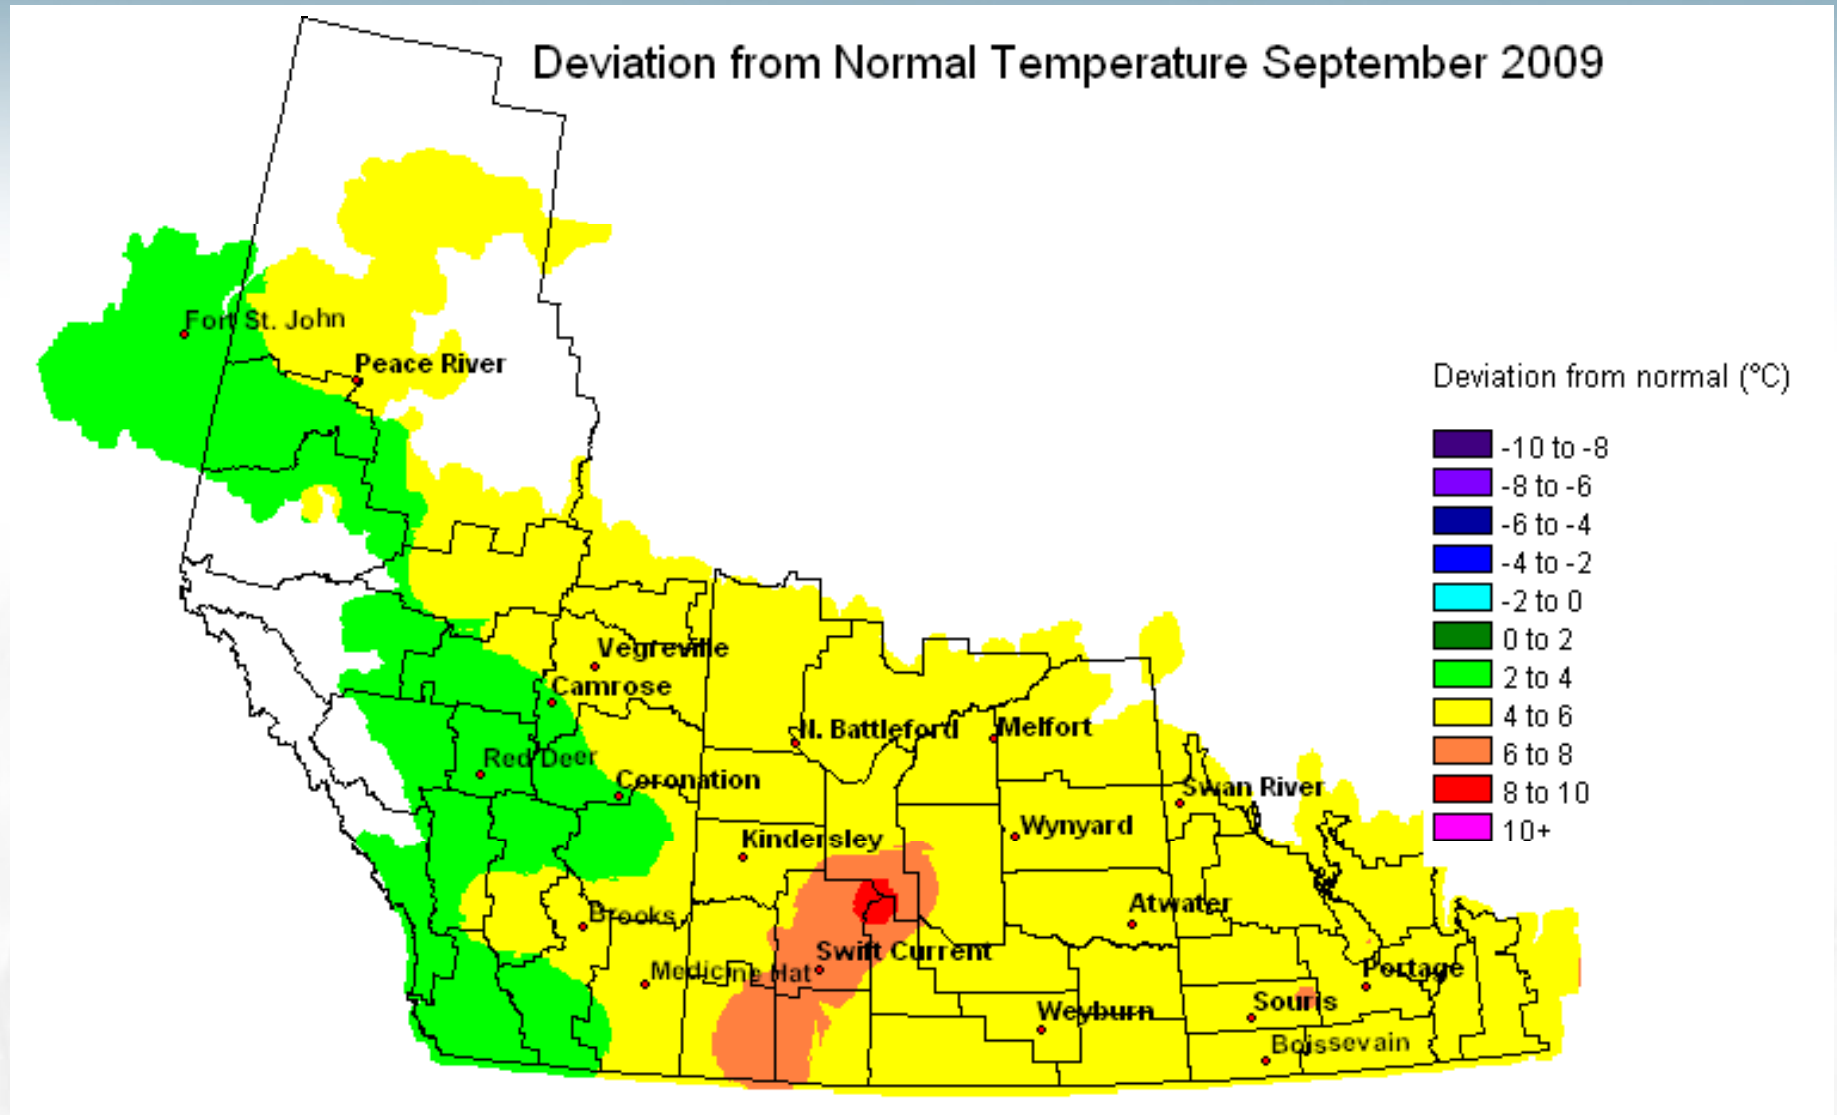 Deviation from Normal Temperature September 2009
Fort St. John
Peace River
Vegreville
Camrose
N. Battleford
Melfort
Red Deer
Coronation
Swan River
Kindersley
Wynyard
Brooks
Atwater
Swift Current
Medicine Hat
Portage
Souris
Weyburn
Boissevain
Deviation from normal (°C)
-10 to -8
-8 to -6
-6 to -4
-4 to -2
-2 to 0
0 to 2
2 to 4
4 to 6
6 to 8
8 to 10
10+